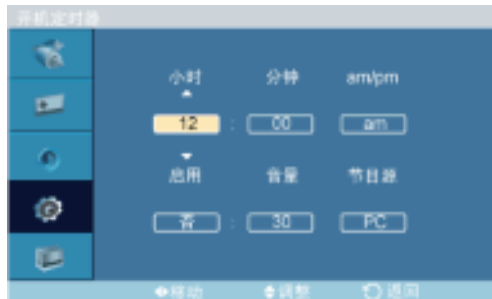 开机定时器
小时 分钟 am/pm
12 : 00 am
启用 音量 节目源
否 : 30 PC
移动 调整 返回